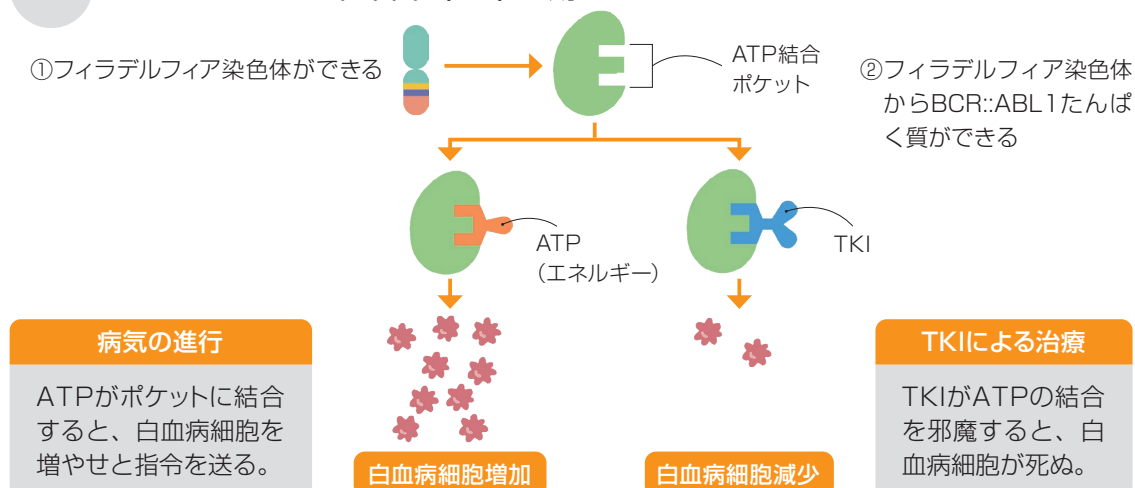 ①フィラデルフィア染色体ができる
ATP結合
ポケット
②フィラデルフィア染色体
からBCR::ABL1たんぱ
く質ができる
ATP
（エネルギー）
TKI
病気の進行
ATPがポケットに結合
すると、白血病細胞を
増やせと指令を送る。
白血病細胞増加
白血病細胞減少
TKIによる治療
TKIがATPの結合
を邪魔すると、白
血病細胞が死ぬ。